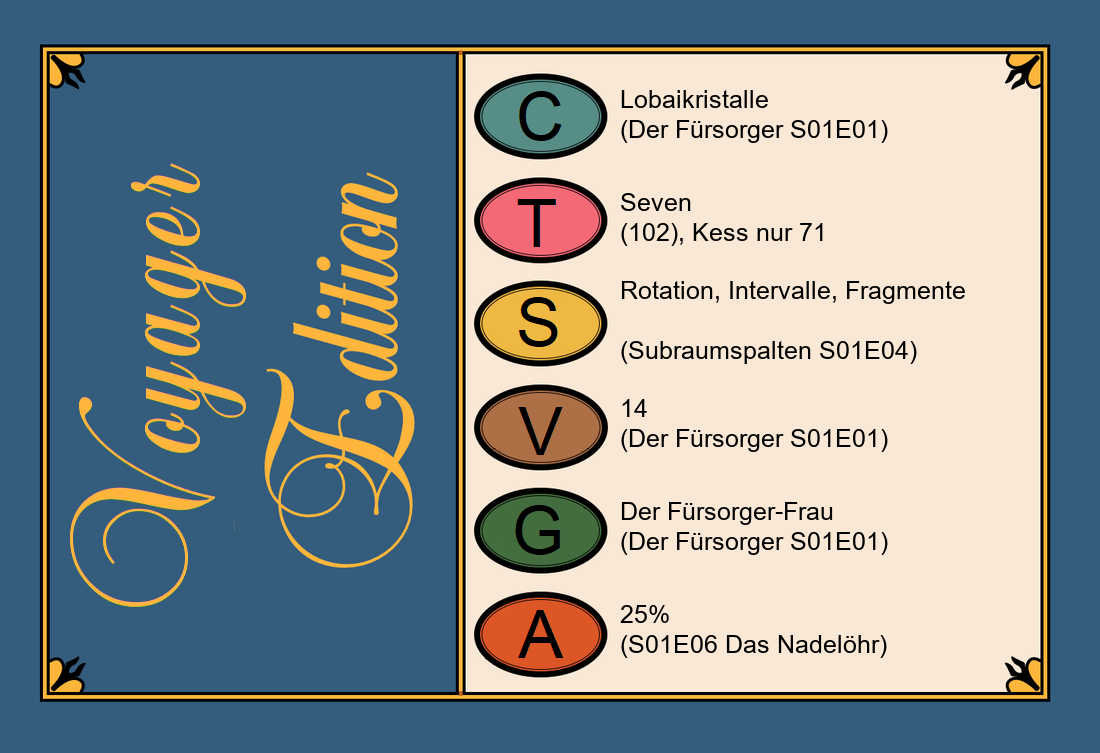 Voyager
Edition
C
Lobaikristalle
(Der Fürsorger S01E01)
T
Seven
(102), Kess nur 71
S
Rotation, Intervalle, Fragmente
(Subraumspalten S01E04)
V
14
(Der Fürsorger S01E01)
G
Der Fürsorger-Frau
(Der Fürsorger S01E01)
A
25%
(S01E06 Das Nadelöhr)